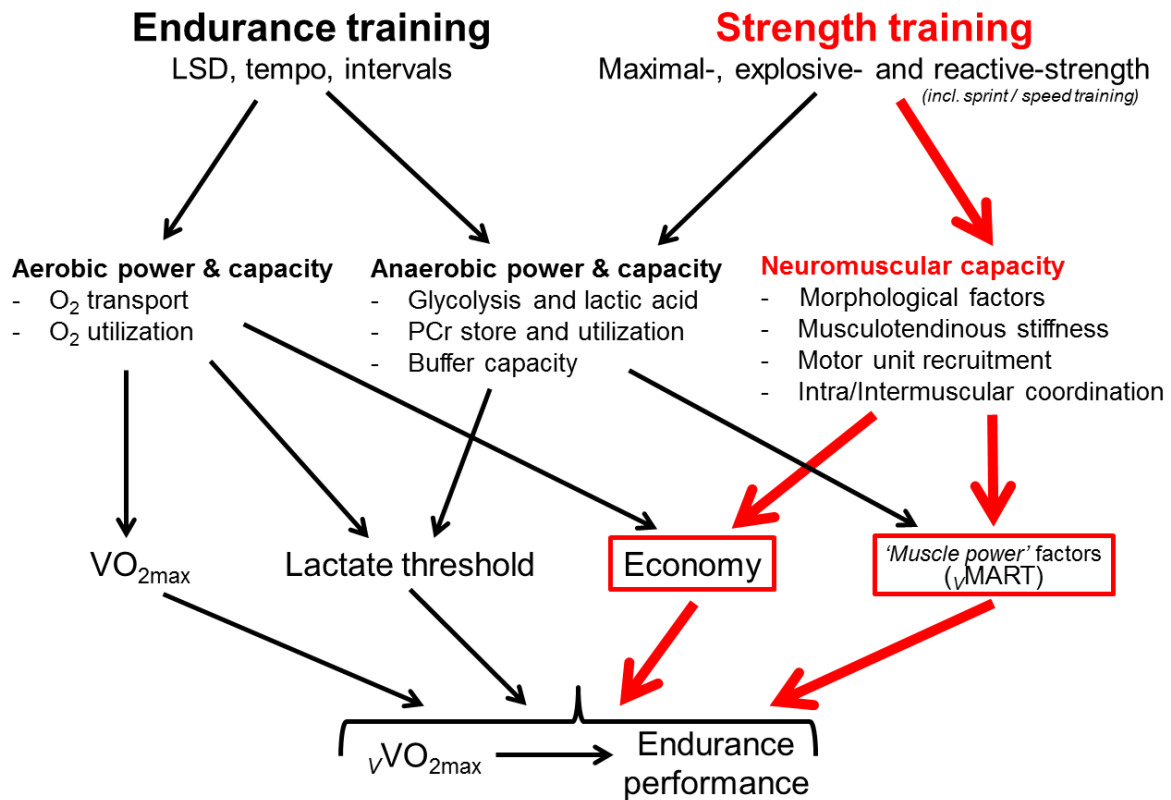 Endurance training
LSD, tempo, intervals
Strength training
Maximal-, explosive- and reactive-strength
(incl. sprint / speed training)
Aerobic power & capacity
- O₂ transport
- O₂ utilization
Anaerobic power & capacity
- Glycolysis and lactic acid
- PCr store and utilization
- Buffer capacity
Neuromuscular capacity
- Morphological factors
- Musculotendinous stiffness
- Motor unit recruitment
- Intra/Intermuscular coordination
VO₂max
Lactate threshold
Economy
‘Muscle power’ factors
(vMART)
vVO₂max
Endurance
performance